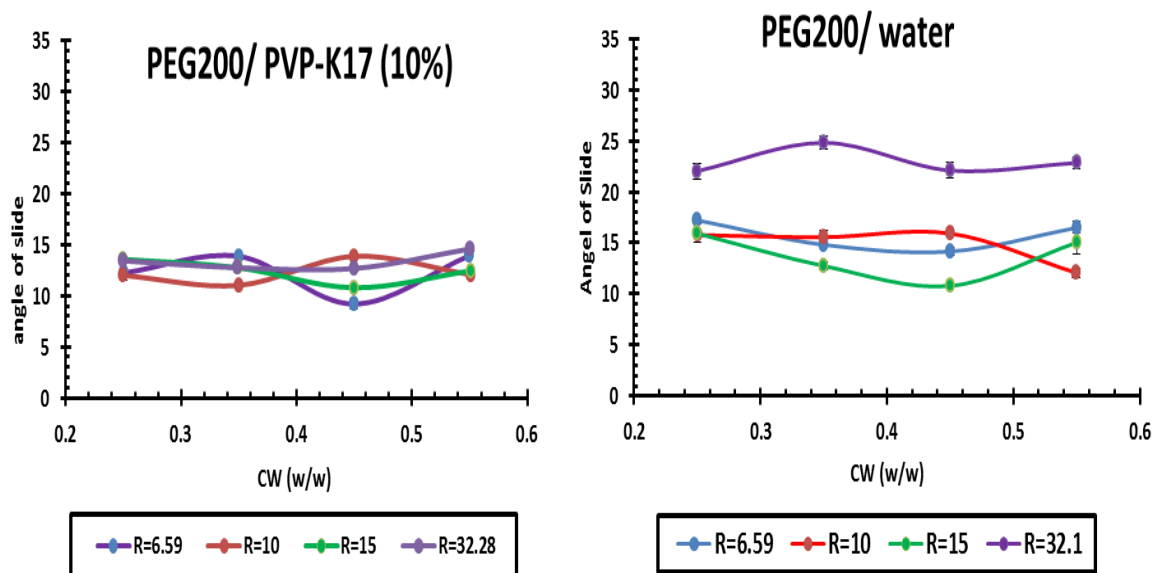 PEG200/ PVP-K17 (10%)
angle of slide
35
30
25
20
15
10
5
0
0.2
0.3
0.4
0.5
0.6
CW (w/w)
R=6.59
R=10
R=15
R=32.28
PEG200/ water
Angel of Slide
35
30
25
20
15
10
5
0
0.2
0.3
0.4
0.5
0.6
CW (w/w)
R=6.59
R=10
R=15
R=32.1